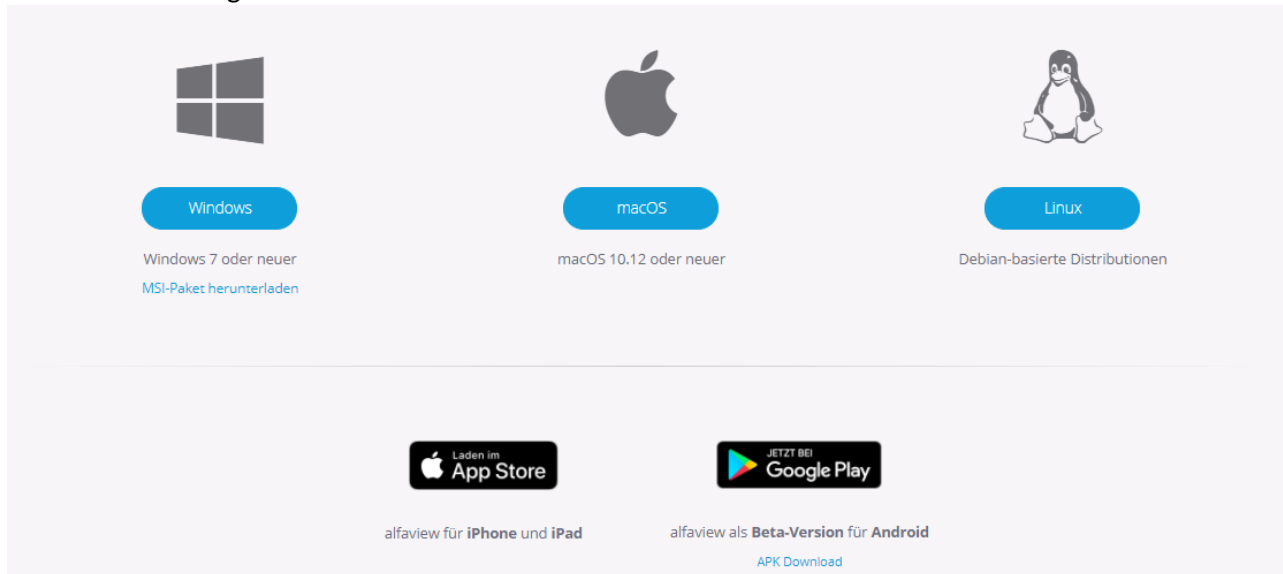 Windows
macOS
Linux
Windows 7 oder neuer
macOS 10.12 oder neuer
Debian-basierte Distributionen
MSI-Paket herunterladen
Laden im
App Store
JETZT BEI
Google Play
alfaview für iPhone und iPad
alfaview als Beta-Version für Android
APK Download